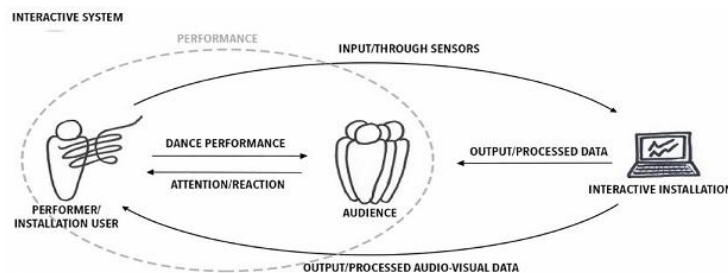 INTERACTIVE SYSTEM
PERFORMANCE
INPUT/THROUGH SENSORS
DANCE PERFORMANCE
ATTENTION/REACTION
OUTPUT/PROCESSED DATA
PERFORMER/
INSTALLATION USER
AUDIENCE
INTERACTIVE INSTALLATION
OUTPUT/PROCESSED AUDIO-VISUAL DATA